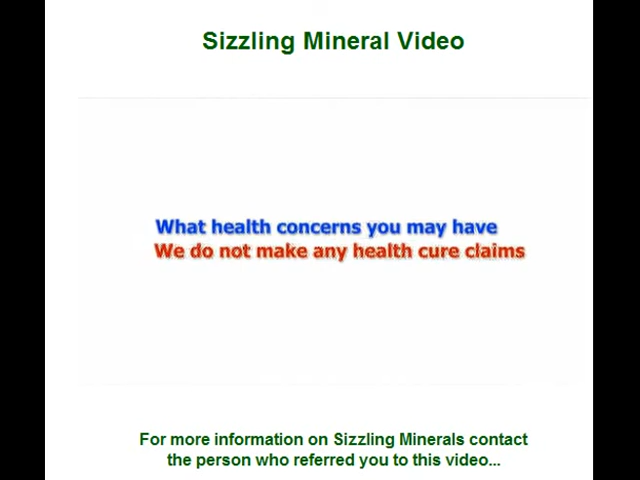 Sizzling Mineral Video
What health concerns you may have
We do not make any health cure claims
For more information on Sizzling Minerals contact
the person who referred you to this video...